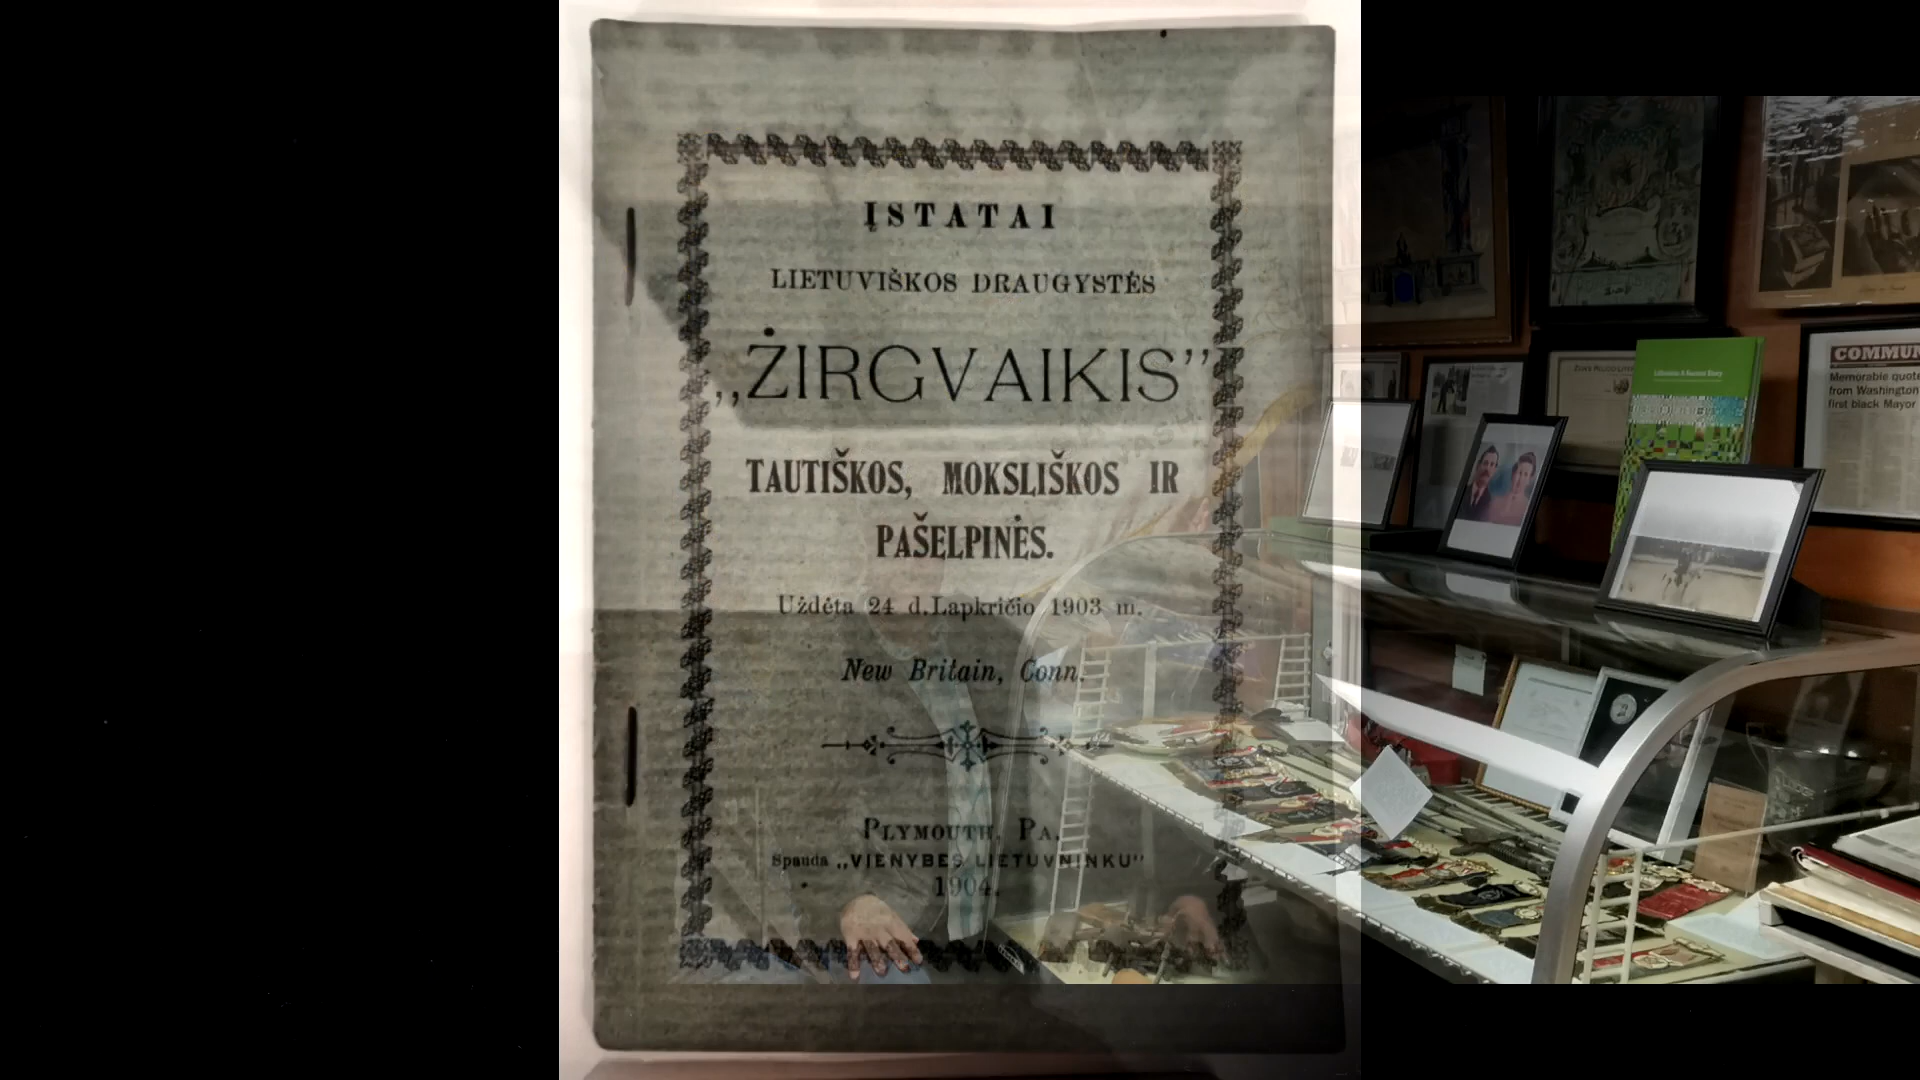 ĮSTATAI
LIETUVIŠKOS DRAUGYSTĖS
„ŻIRGVAIKIS”
TAUTIŠKOS, MOKSLIŠKOS IR
PAŠELPINĖS.
Uždėta 24 d. Lapkričio 1903 m.
New Britain, Conn.
PLYMOUTH, PA.
Spauda „VIENYBES LIETUVNINKU”
1904.
COMMUN
Memorable quote
from Washington
first black Mayor